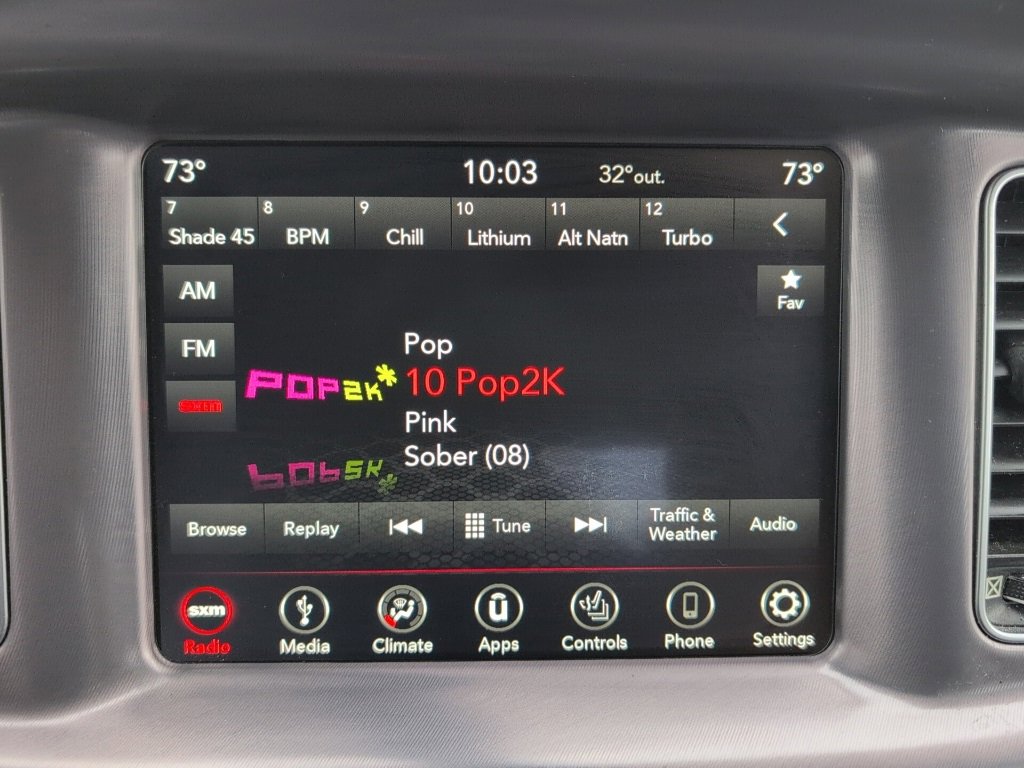 73° 10:03 32°out. 73°
7 8 9 10 11 12
Shade 45 BPM Chill Lithium Alt Natn Turbo
AM
Fav
FM
Pop
sxm
POP2K* 10 Pop2K
Pink
Sober (08)
Browse Replay Tune Traffic & Weather Audio
sxm
Radio Media Climate Apps Controls Phone Settings